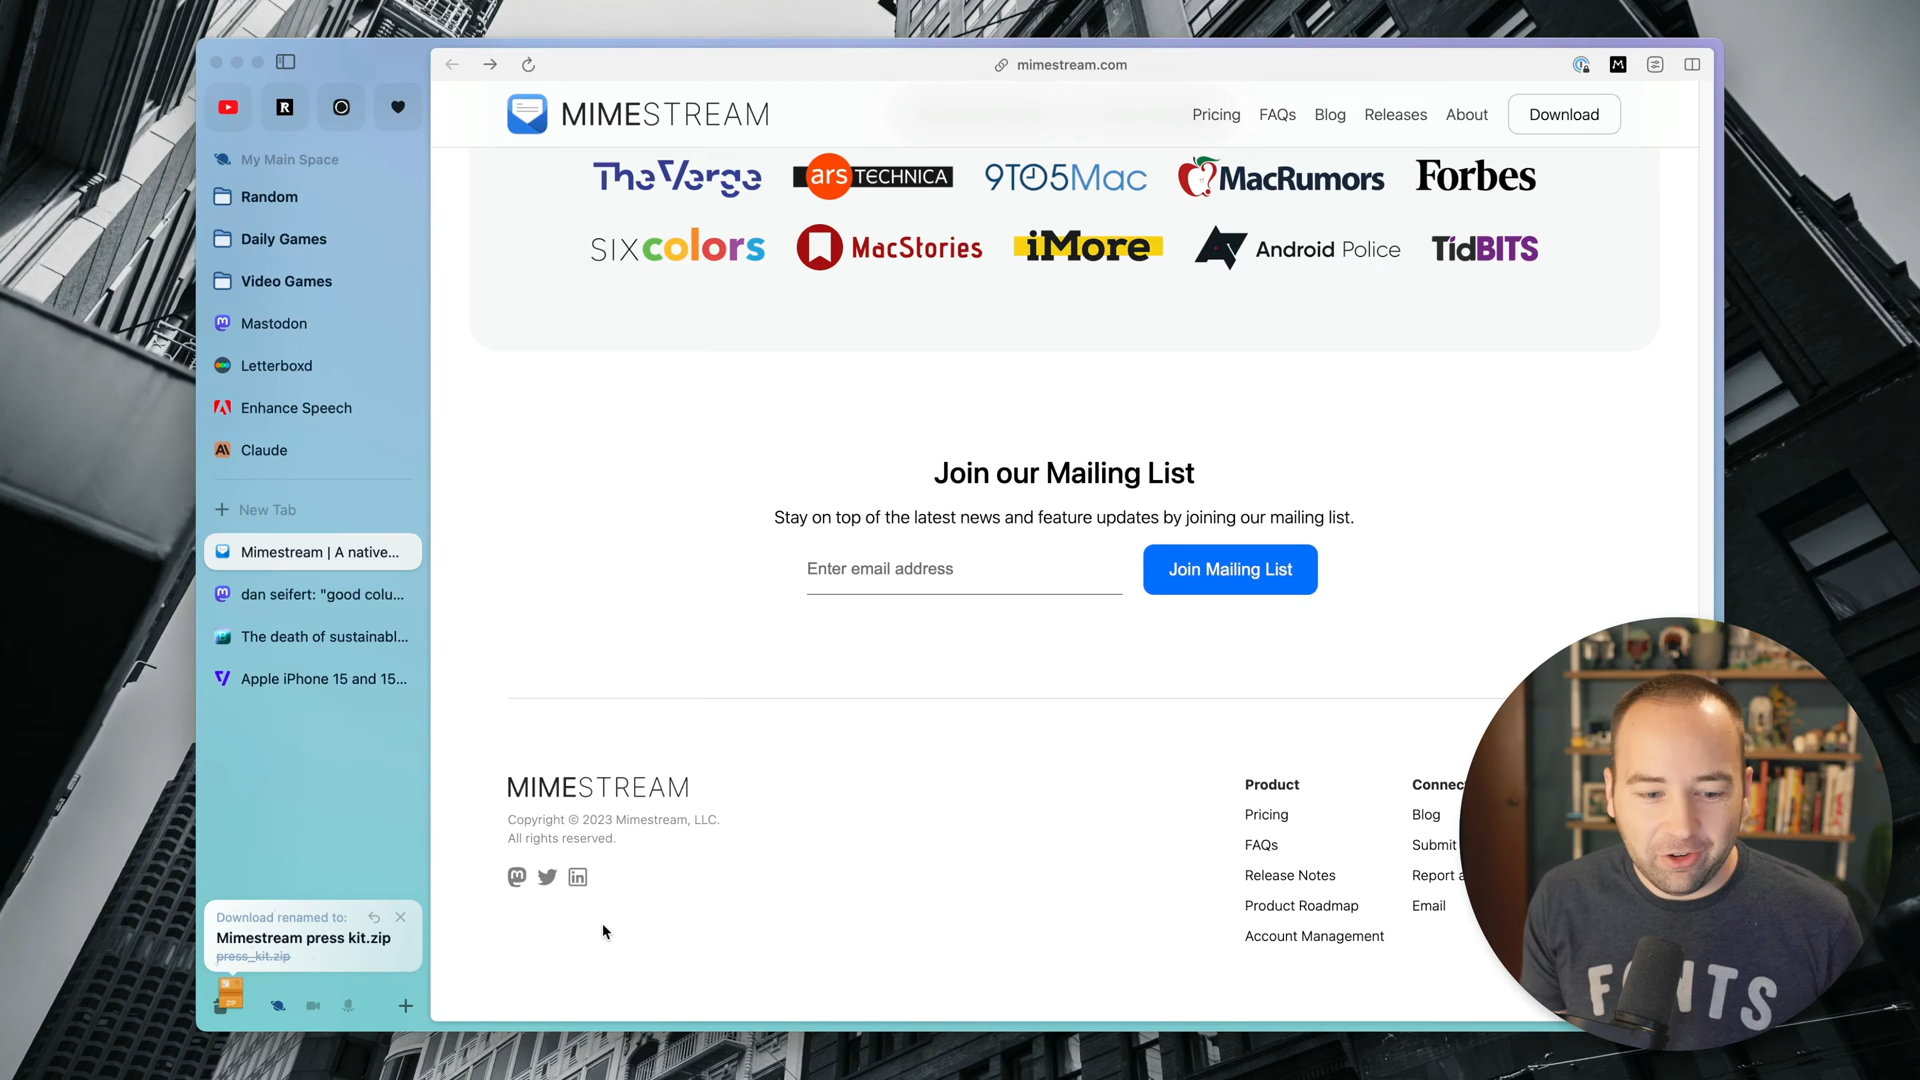 mimestream.com
MIMESTREAM
Pricing
FAQs
Blog
Releases
About
Download
My Main Space
Random
Daily Games
Video Games
Mastodon
Letterboxd
Enhance Speech
Claude
New Tab
Mimestream | A native...
dan seifert: "good colu...
The death of sustainabl...
Apple iPhone 15 and 15...
Download renamed to:
Mimestream press kit.zip
press_kit.zip
ZIP
The Verge
ars TECHNICA
9TO5Mac
MacRumors
Forbes
SIXcolors
MacStories
iMore
Android Police
TidBITS
Join our Mailing List
Stay on top of the latest news and feature updates by joining our mailing list.
Enter email address
Join Mailing List
MIMESTREAM
Copyright © 2023 Mimestream, LLC.
All rights reserved.
Product
Pricing
FAQs
Release Notes
Product Roadmap
Account Management
Connec
Blog
Submit
Report a
Email